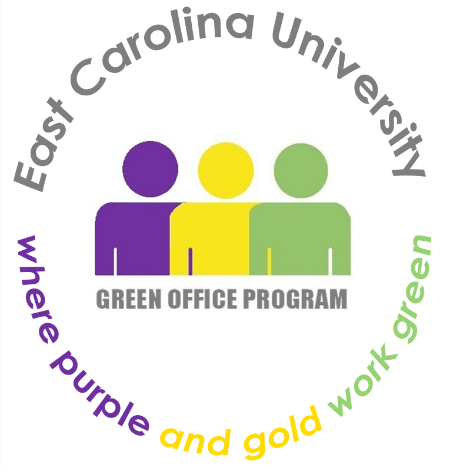 East Carolina University
GREEN OFFICE PROGRAM
where purple and gold work green